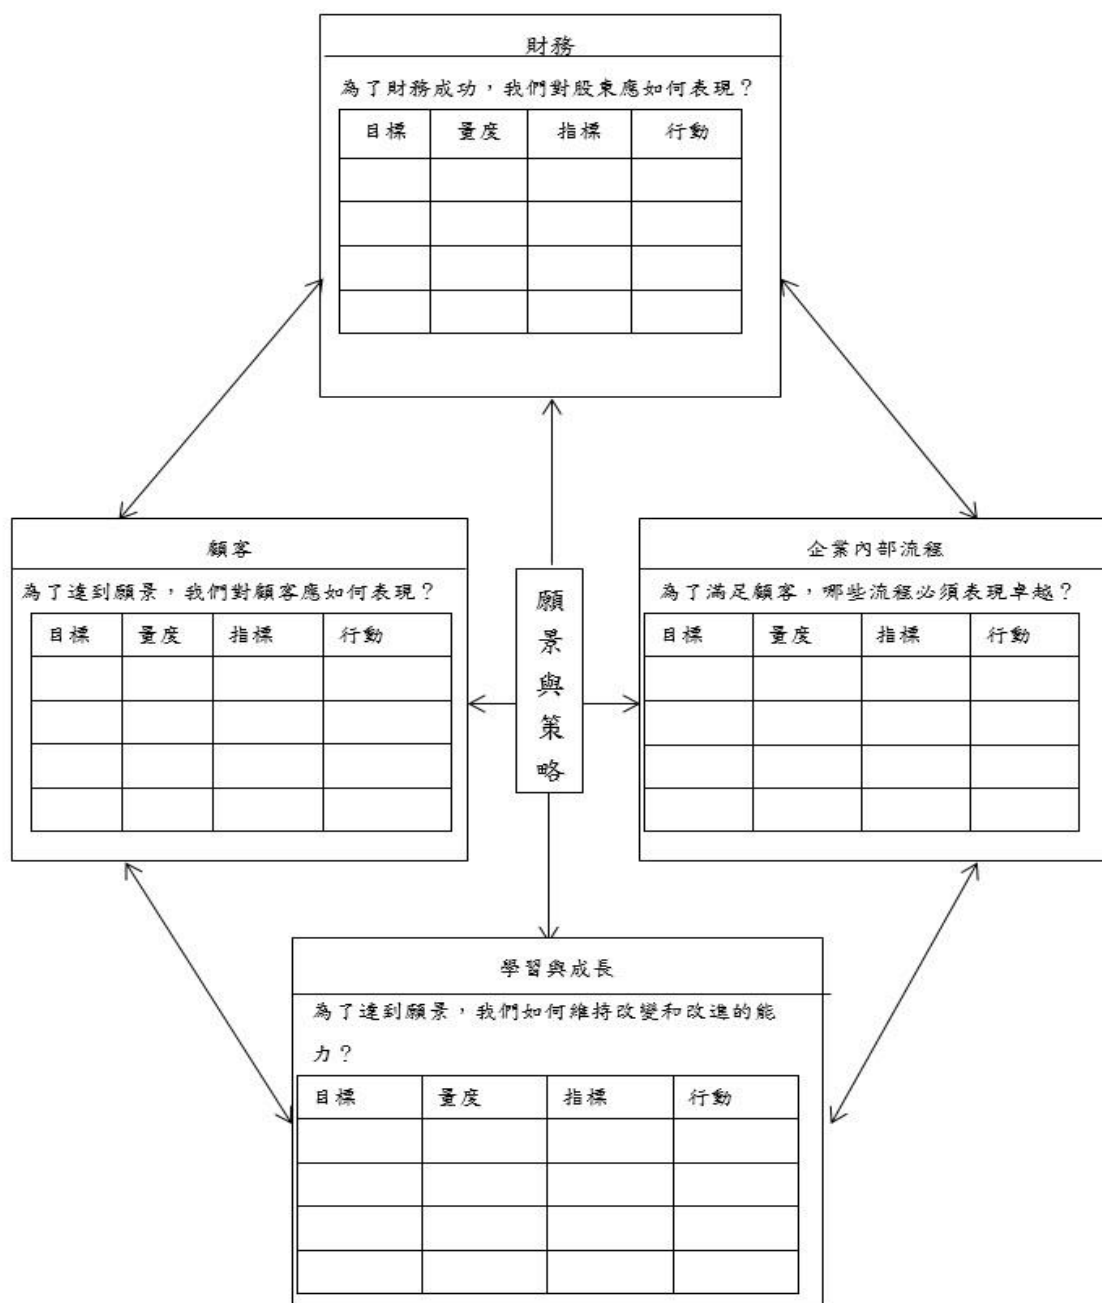 財務
為了財務成功，我們對股東應如何表現？
目標 量度 指標 行動
顧客
為了達到願景，我們對顧客應如何表現？
目標 量度 指標 行動
願
景
與
策
略
企業內部流程
為了滿足顧客，哪些流程必須表現卓越？
目標 量度 指標 行動
學習與成長
為了達到願景，我們如何維持改變和改進的能
力？
目標 量度 指標 行動